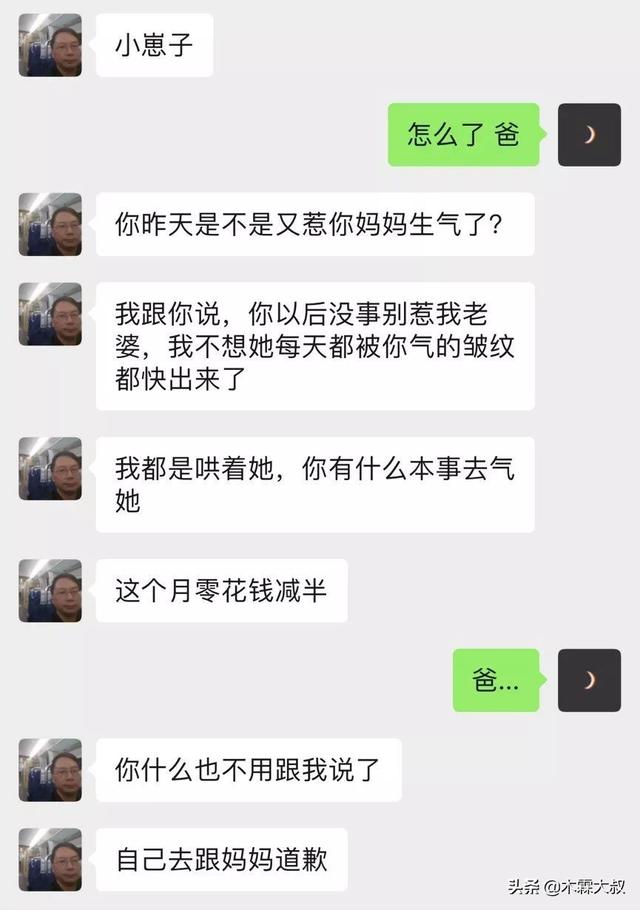 小崽子
怎么了 爸
你昨天是不是又惹你妈妈生气了？
我跟你说，你以后没事别惹我老
婆，我不想她每天都被你气的皱纹
都快出来了
我都是哄着她，你有什么本事去气
她
这个月零花钱减半
爸...
你什么也不用跟我说了
自己去跟妈妈道歉
头条 @木霖大叔